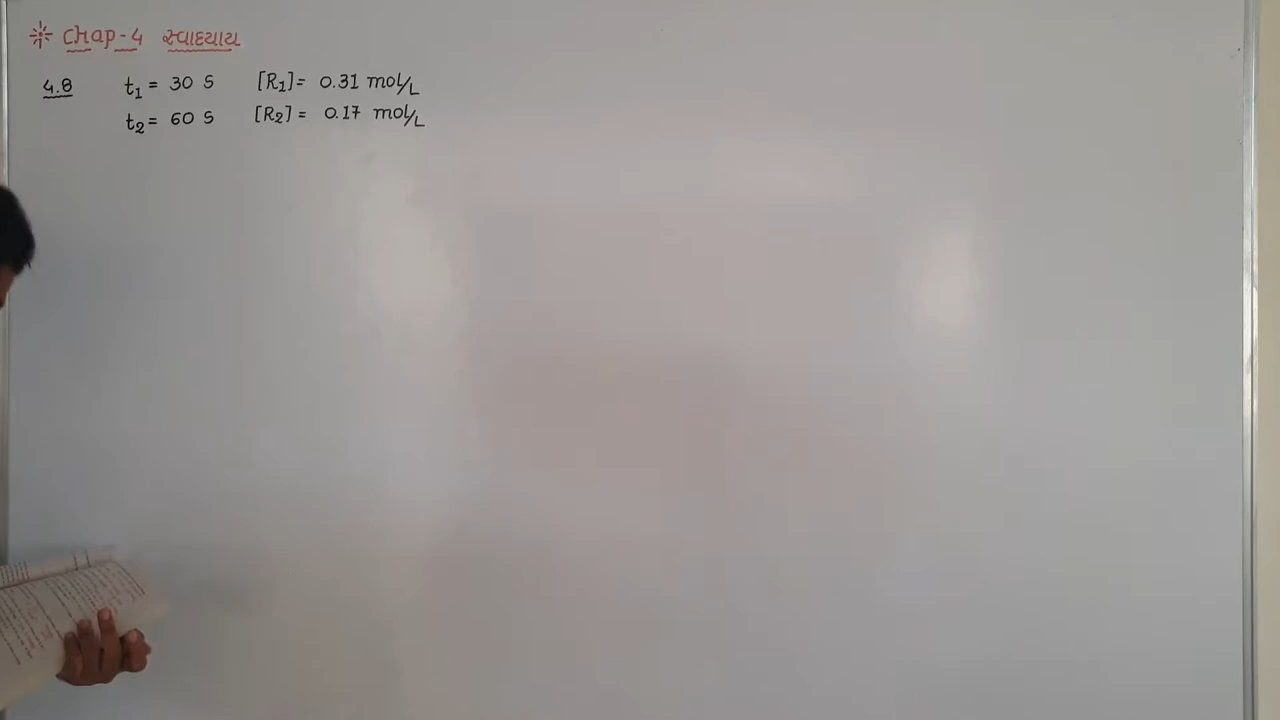 Chap-4 સ્વાધ્યાય
4.8 t₁ = 30 S [R₁] = 0.31 mol/L
t₂ = 60 S [R₂] = 0.17 mol/L